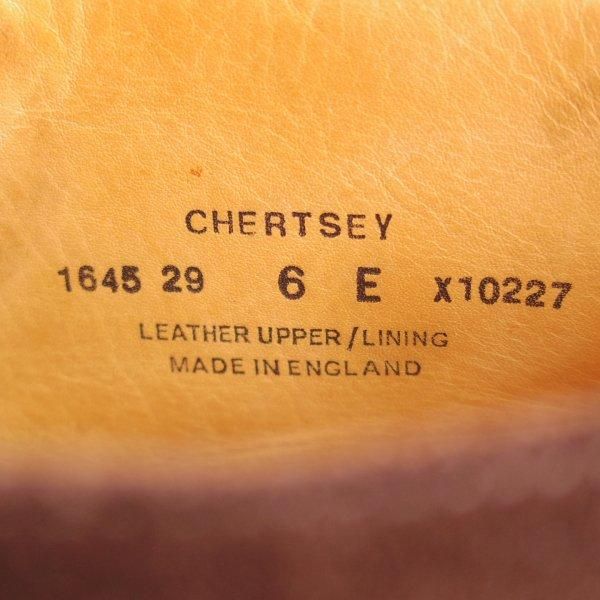 CHERTSEY
1645 29 6 E X10227
LEATHER UPPER/LINING
MADE IN ENGLAND